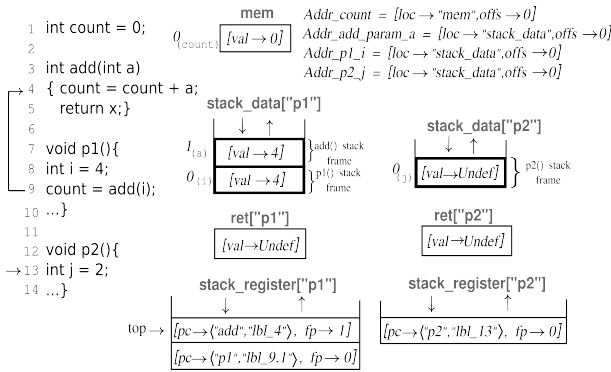 1 int count = 0;
2
3 int add(int a)
4 { count = count + a;
5 return x;}
6
7 void p1(){
8 int i = 4;
9 count = add(i);
10 ...}
11
12 void p2(){
13 int j = 2;
14 ...}
mem
0(count) [val→0]
Addr_count = [loc→"mem",offs→0]
Addr_add_param_a = [loc→"stack_data",offs→0]
Addr_p1_i = [loc→"stack_data",offs→0]
Addr_p2_j = [loc→"stack_data",offs→0]
stack_data["p1"]
1(a) [val→4] }add() stack frame
0(i) [val→4] }p1() stack frame
stack_data["p2"]
0(j) [val→Undef] } p2() stack frame
ret["p1"]
[val→Undef]
ret["p2"]
[val→Undef]
stack_register["p1"]
top→ [pc→⟨"add","lbl_4"⟩, fp→1]
[pc→⟨"p1","lbl_9.1"⟩, fp→0]
stack_register["p2"]
[pc→⟨"p2","lbl_13"⟩, fp→0]